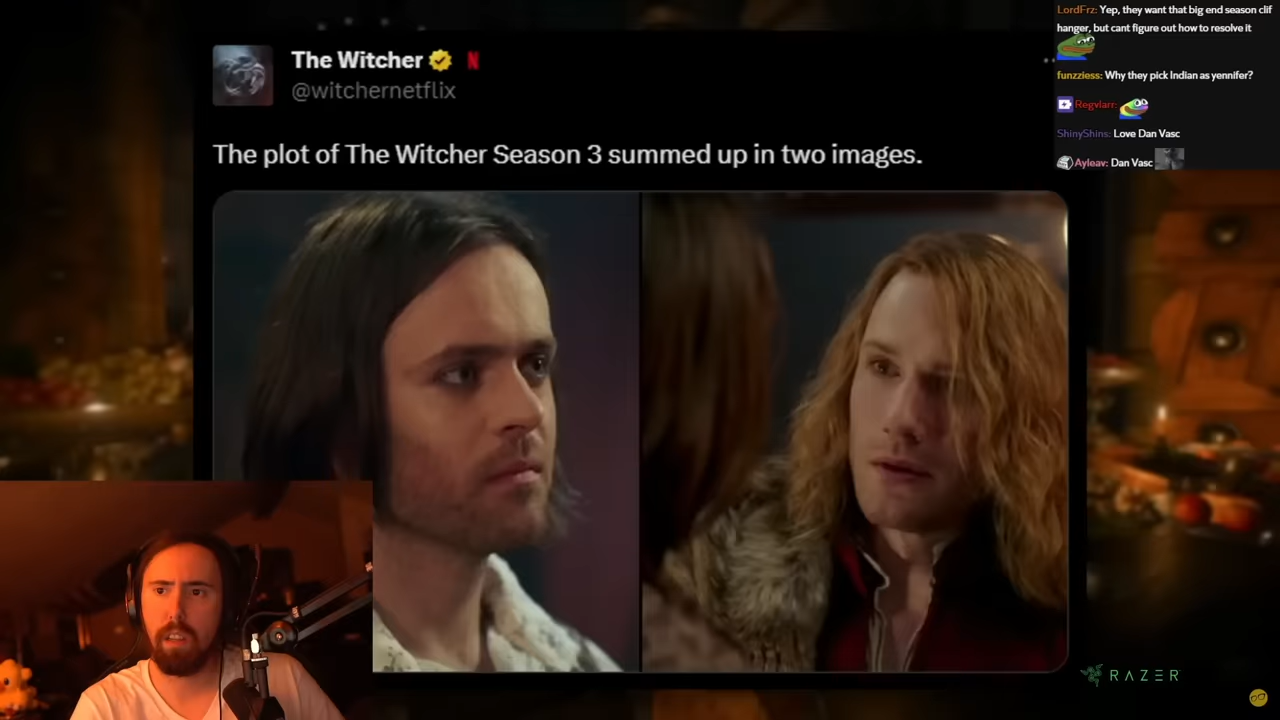 The Witcher
@witchernetflix
The plot of The Witcher Season 3 summed up in two images.
LordFrz: Yep, they want that big end season clif
hanger, but cant figure out how to resolve it
funzziess: Why they pick Indian as yennifer?
Regvlarr:
ShinyShins: Love Dan Vasc
Ayleav: Dan Vasc
RAZER